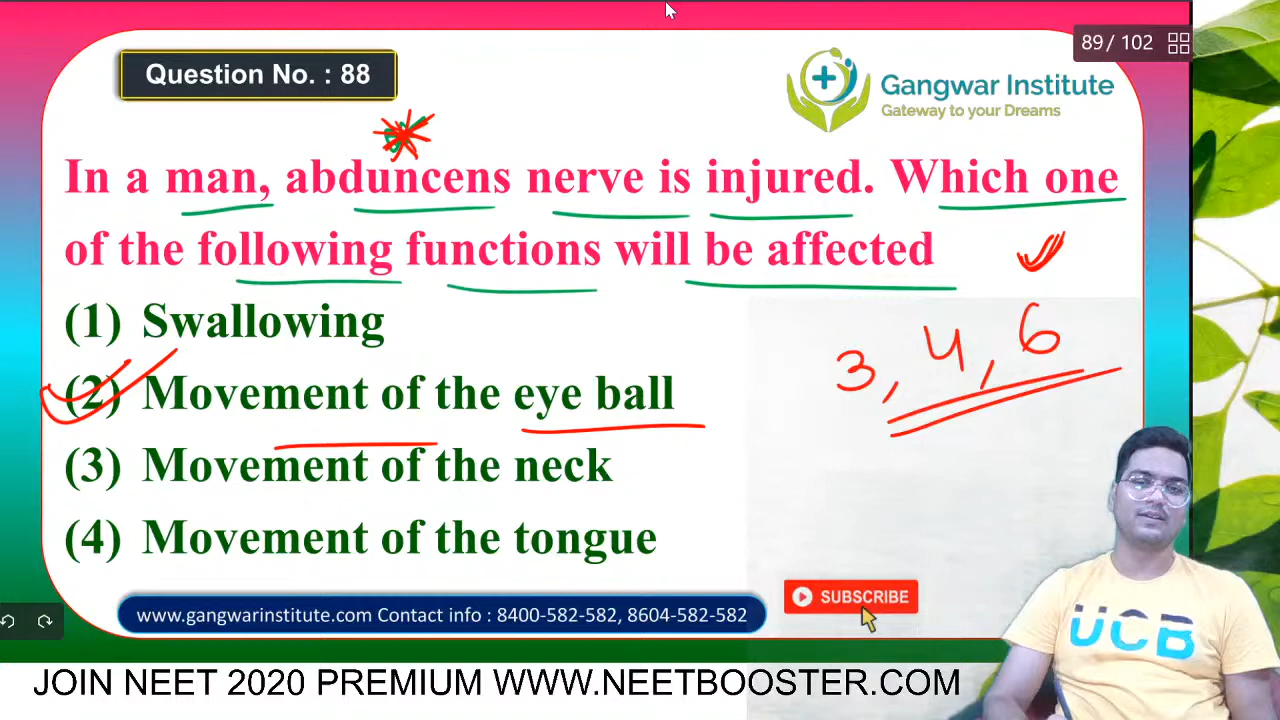 89 / 102
Question No. : 88
Gangwar Institute
Gateway to your Dreams
In a man, abduncens nerve is injured. Which one
of the following functions will be affected
(1) Swallowing
(2) Movement of the eye ball
(3) Movement of the neck
(4) Movement of the tongue
3, 4, 6
SUBSCRIBE
UCB
www.gangwarinstitute.com Contact info : 8400-582-582, 8604-582-582
JOIN NEET 2020 PREMIUM WWW.NEETBOOSTER.COM